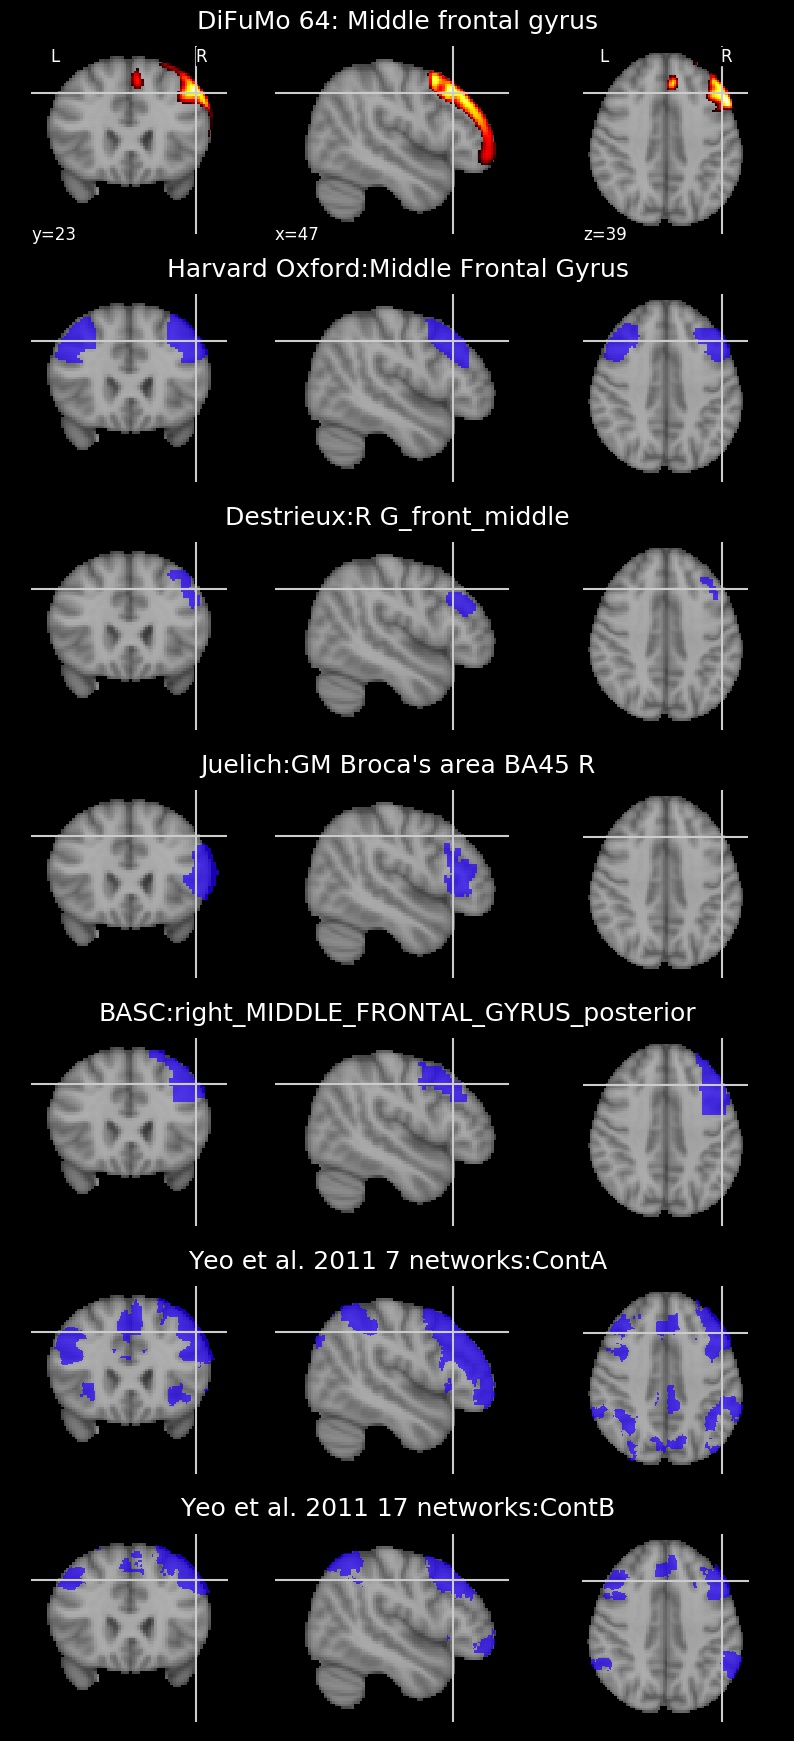 DiFuMo 64: Middle frontal gyrus
L R L R
y=23 x=47 z=39
Harvard Oxford:Middle Frontal Gyrus
Destrieux:R G_front_middle
Juelich:GM Broca's area BA45 R
BASC:right_MIDDLE_FRONTAL_GYRUS_posterior
Yeo et al. 2011 7 networks:ContA
Yeo et al. 2011 17 networks:ContB